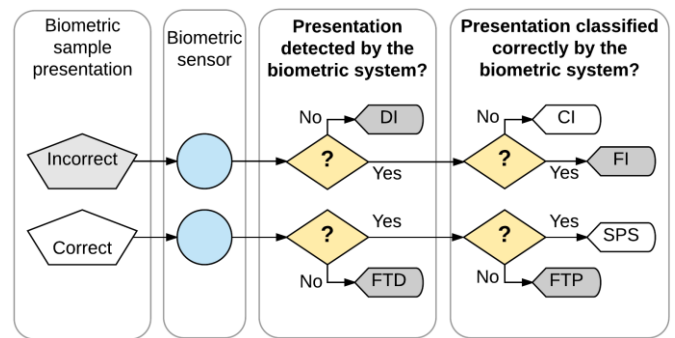 Biometric
sample
presentation
Biometric
sensor
Presentation
detected by the
biometric system?
Presentation classified
correctly by the
biometric system?
No
DI
No
CI
Incorrect
?
Yes
?
Yes
FI
Correct
?
Yes
?
Yes
SPS
No
FTD
No
FTP